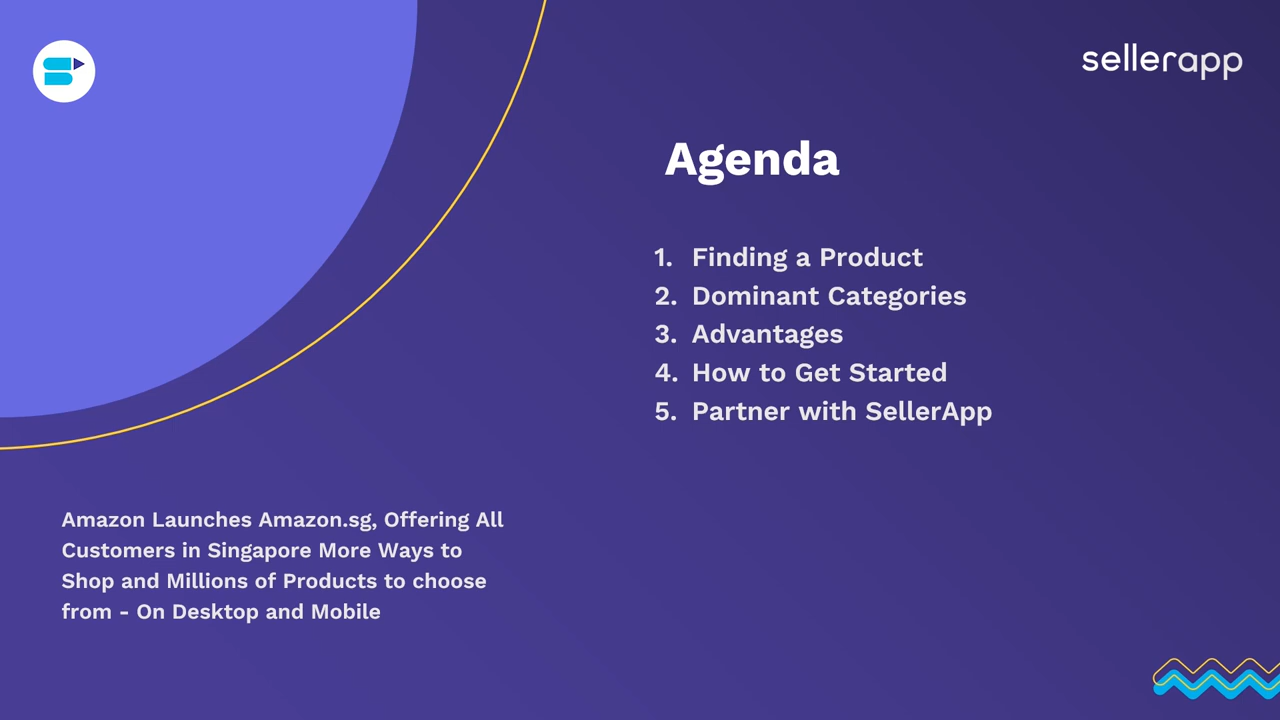 sellerapp
Agenda
1. Finding a Product
2. Dominant Categories
3. Advantages
4. How to Get Started
5. Partner with SellerApp
Amazon Launches Amazon.sg, Offering All
Customers in Singapore More Ways to
Shop and Millions of Products to choose
from - On Desktop and Mobile